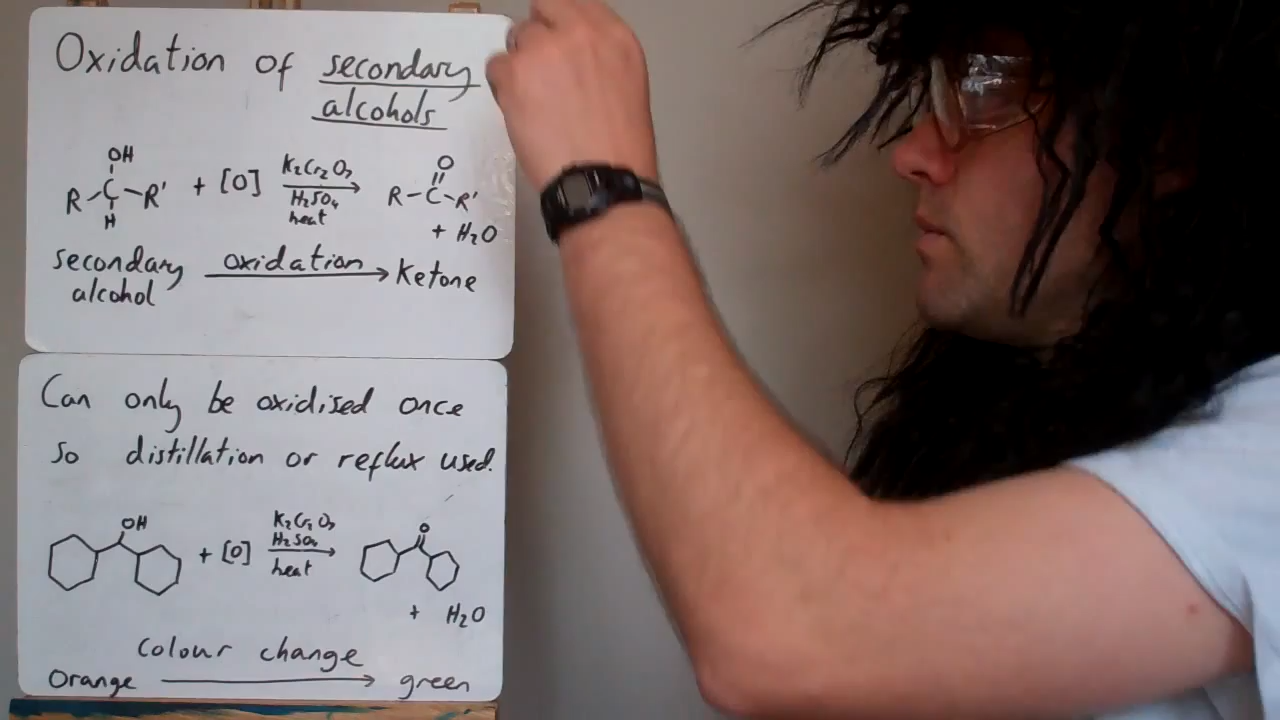 Oxidation of secondary
alcohols
OH
R-C-R' + [O] K₂Cr₂O₇ R-C-R'
O
H
H₂SO₄
heat
+ H₂O
secondary oxidation Ketone
alcohol
Can only be oxidised once
so distillation or reflux used.
OH
+ [O] K₂Cr₂O₇
H₂SO₄
heat
O
+ H₂O
Colour change
Orange → green